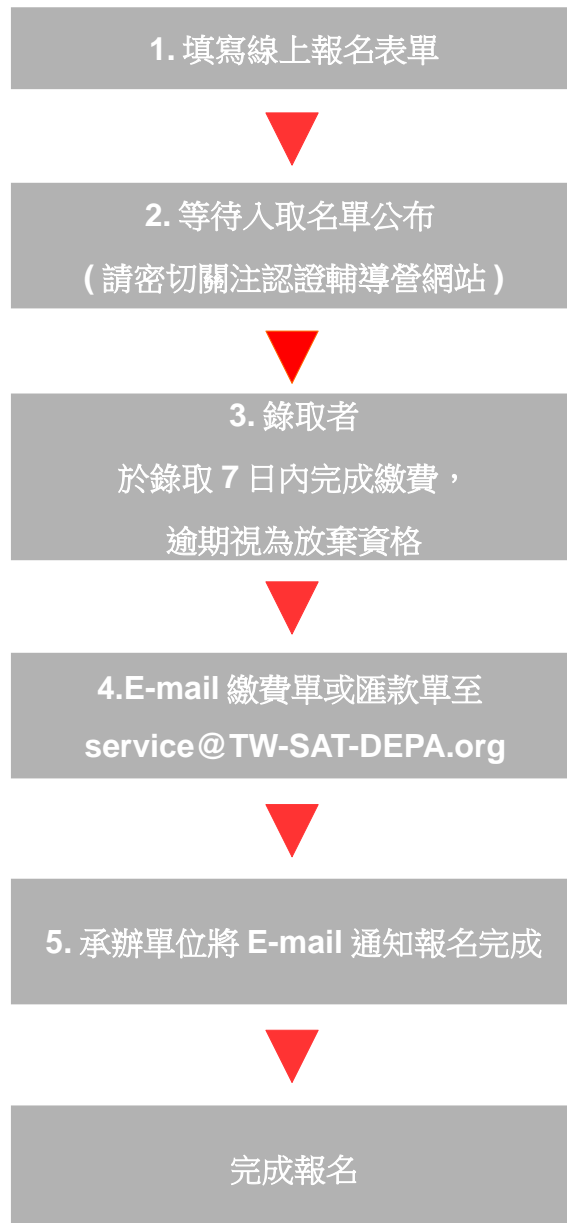 1. 填寫線上報名表單
2. 等待入取名單公布
( 請密切關注認證輔導營網站 )
3. 錄取者
於錄取 7 日內完成繳費，
逾期視為放棄資格
4.E-mail 繳費單或匯款單至
service＠TW-SAT-DEPA.org
5. 承辦單位將 E-mail 通知報名完成
完成報名